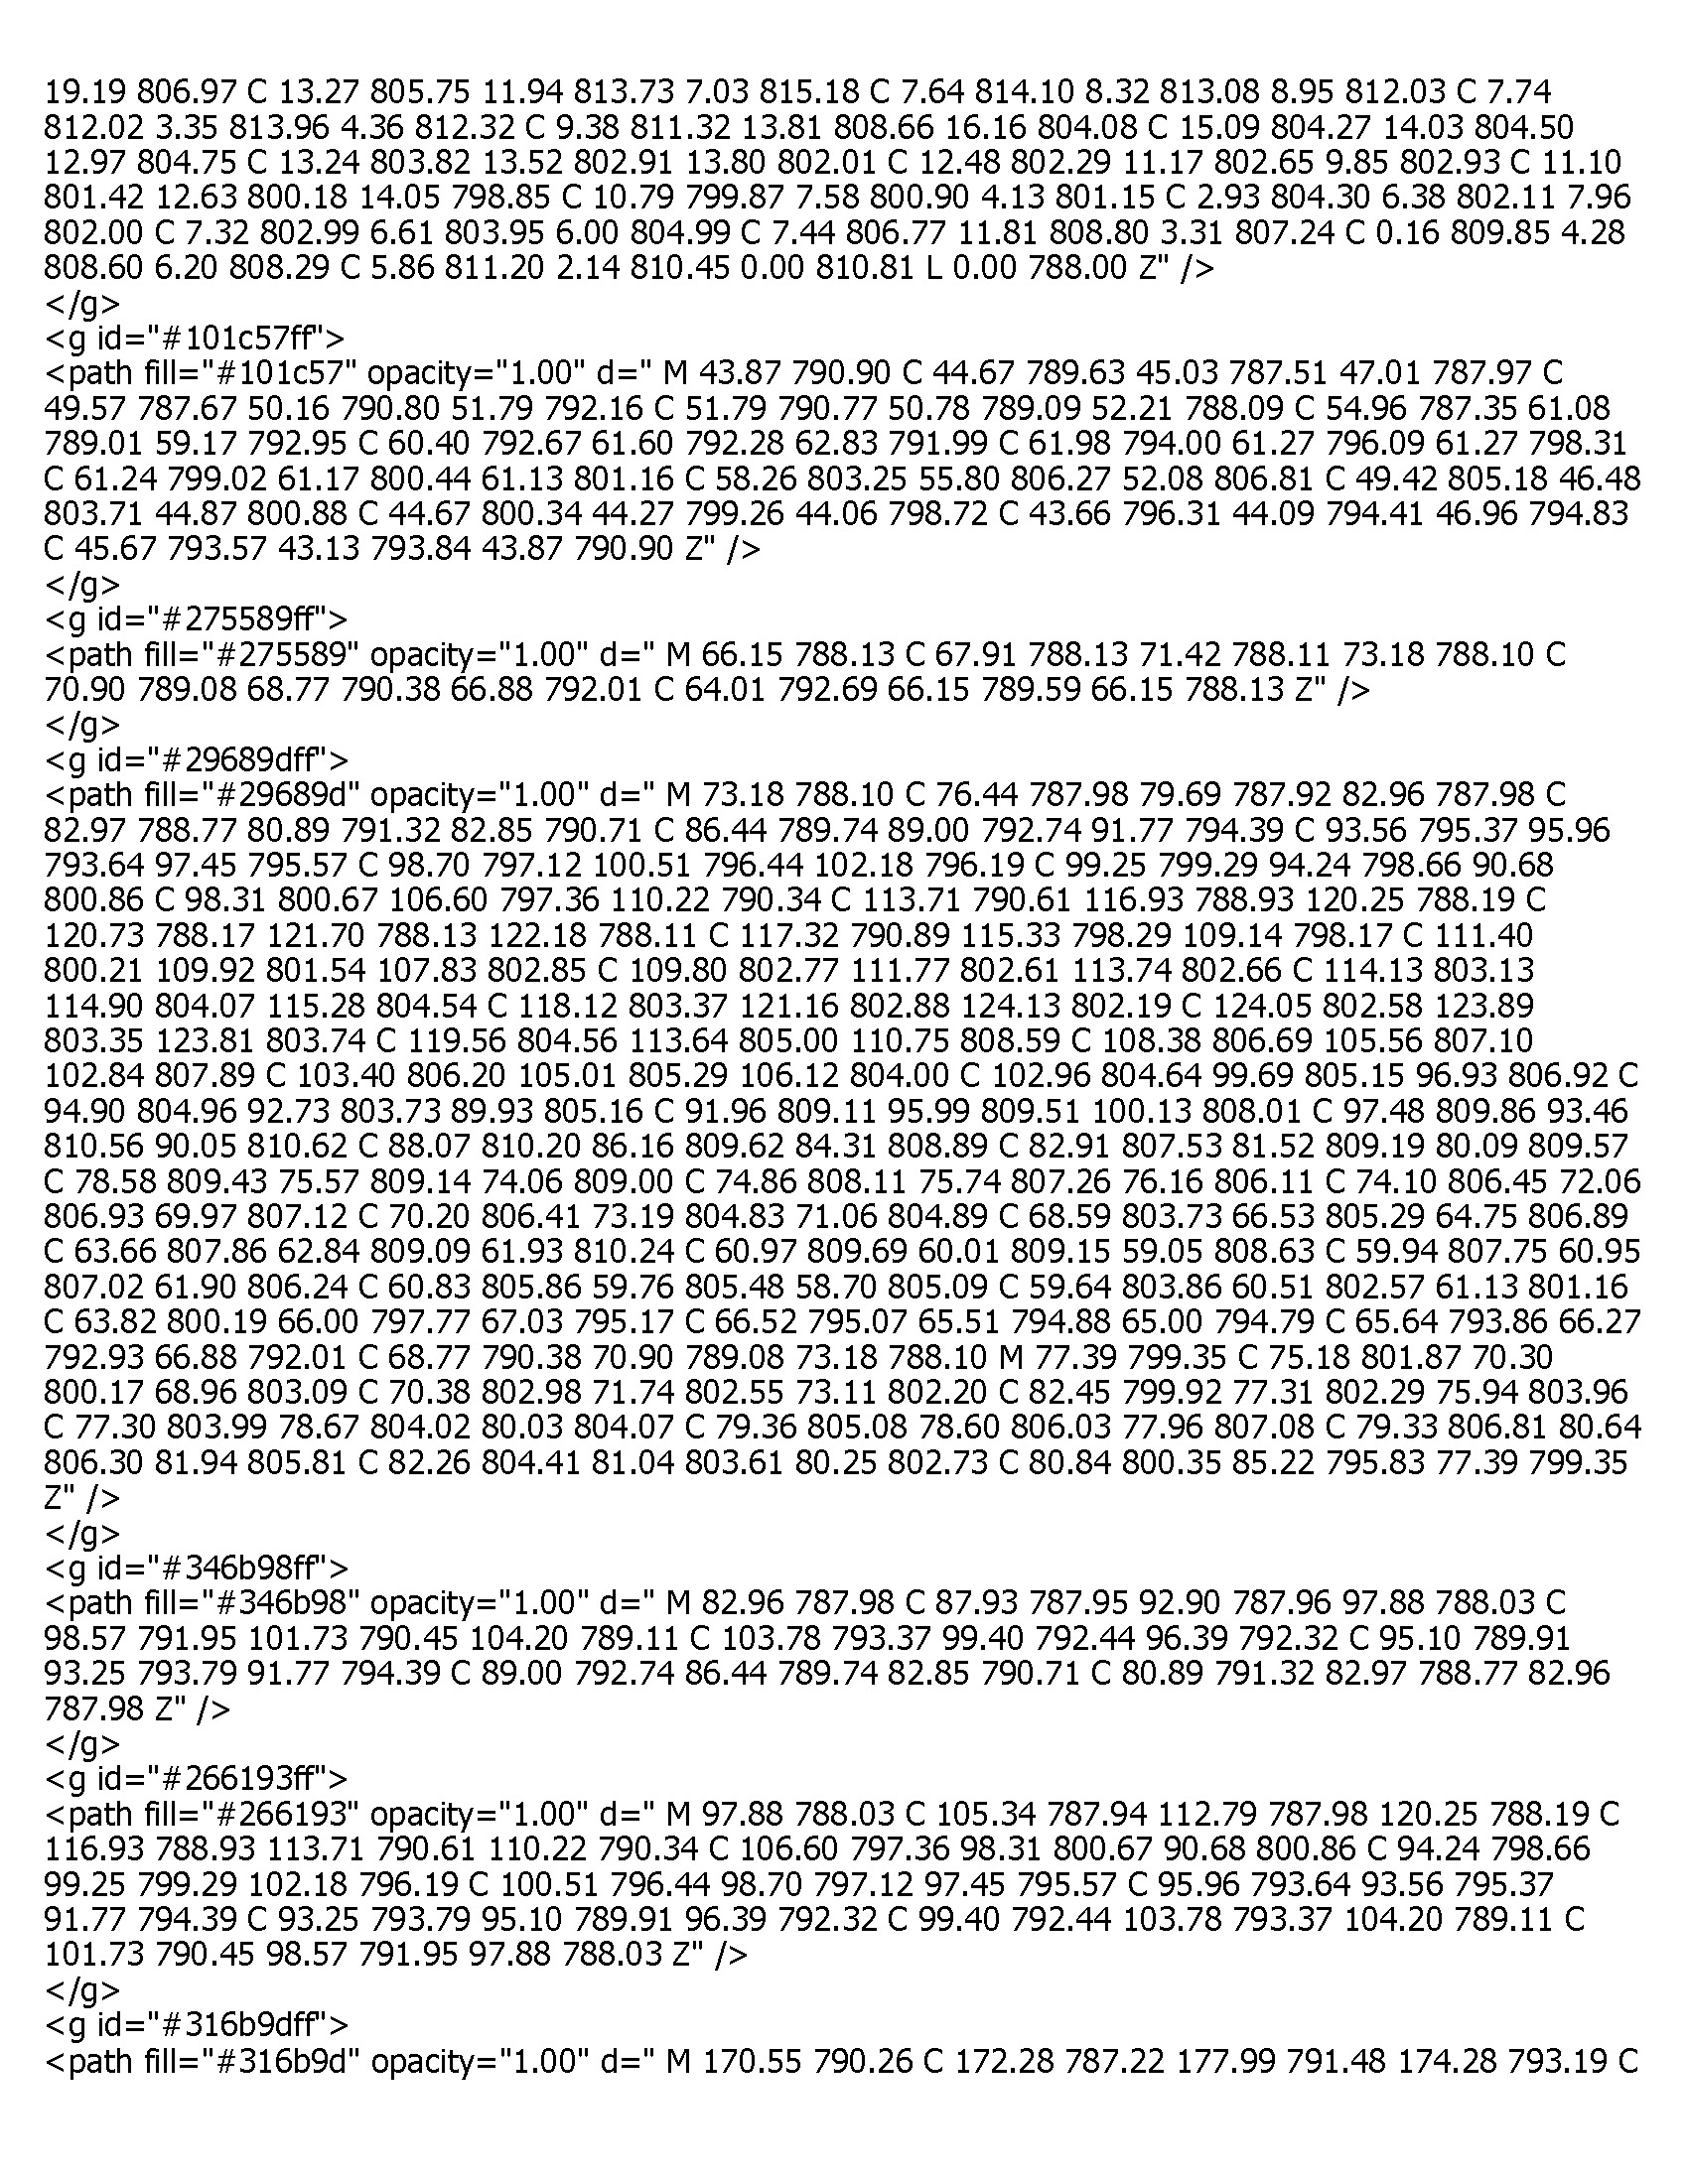 19.19 806.97 C 13.27 805.75 11.94 813.73 7.03 815.18 C 7.64 814.10 8.32 813.08 8.95 812.03 C 7.74
812.02 3.35 813.96 4.36 812.32 C 9.38 811.32 13.81 808.66 16.16 804.08 C 15.09 804.27 14.03 804.50
12.97 804.75 C 13.24 803.82 13.52 802.91 13.80 802.01 C 12.48 802.29 11.17 802.65 9.85 802.93 C 11.10
801.42 12.63 800.18 14.05 798.85 C 10.79 799.87 7.58 800.90 4.13 801.15 C 2.93 804.30 6.38 802.11 7.96
802.00 C 7.32 802.99 6.61 803.95 6.00 804.99 C 7.44 806.77 11.81 808.80 3.31 807.24 C 0.16 809.85 4.28
808.60 6.20 808.29 C 5.86 811.20 2.14 810.45 0.00 810.81 L 0.00 788.00 Z" />
</g>
<g id="#101c57ff">
<path fill="#101c57" opacity="1.00" d=" M 43.87 790.90 C 44.67 789.63 45.03 787.51 47.01 787.97 C
49.57 787.67 50.16 790.80 51.79 792.16 C 51.79 790.77 50.78 789.09 52.21 788.09 C 54.96 787.35 61.08
789.01 59.17 792.95 C 60.40 792.67 61.60 792.28 62.83 791.99 C 61.98 794.00 61.27 796.09 61.27 798.31
C 61.24 799.02 61.17 800.44 61.13 801.16 C 58.26 803.25 55.80 806.27 52.08 806.81 C 49.42 805.18 46.48
803.71 44.87 800.88 C 44.67 800.34 44.27 799.26 44.06 798.72 C 43.66 796.31 44.09 794.41 46.96 794.83
C 45.67 793.57 43.13 793.84 43.87 790.90 Z" />
</g>
<g id="#275589ff">
<path fill="#275589" opacity="1.00" d=" M 66.15 788.13 C 67.91 788.13 71.42 788.11 73.18 788.10 C
70.90 789.08 68.77 790.38 66.88 792.01 C 64.01 792.69 66.15 789.59 66.15 788.13 Z" />
</g>
<g id="#29689dff">
<path fill="#29689d" opacity="1.00" d=" M 73.18 788.10 C 76.44 787.98 79.69 787.92 82.96 787.98 C
82.97 788.77 80.89 791.32 82.85 790.71 C 86.44 789.74 89.00 792.74 91.77 794.39 C 93.56 795.37 95.96
793.64 97.45 795.57 C 98.70 797.12 100.51 796.44 102.18 796.19 C 99.25 799.29 94.24 798.66 90.68
800.86 C 98.31 800.67 106.60 797.36 110.22 790.34 C 113.71 790.61 116.93 788.93 120.25 788.19 C
120.73 788.17 121.70 788.13 122.18 788.11 C 117.32 790.89 115.33 798.29 109.14 798.17 C 111.40
800.21 109.92 801.54 107.83 802.85 C 109.80 802.77 111.77 802.61 113.74 802.66 C 114.13 803.13
114.90 804.07 115.28 804.54 C 118.12 803.37 121.16 802.88 124.13 802.19 C 124.05 802.58 123.89
803.35 123.81 803.74 C 119.56 804.56 113.64 805.00 110.75 808.59 C 108.38 806.69 105.56 807.10
102.84 807.89 C 103.40 806.20 105.01 805.29 106.12 804.00 C 102.96 804.64 99.69 805.15 96.93 806.92 C
94.90 804.96 92.73 803.73 89.93 805.16 C 91.96 809.11 95.99 809.51 100.13 808.01 C 97.48 809.86 93.46
810.56 90.05 810.62 C 88.07 810.20 86.16 809.62 84.31 808.89 C 82.91 807.53 81.52 809.19 80.09 809.57
C 78.58 809.43 75.57 809.14 74.06 809.00 C 74.86 808.11 75.74 807.26 76.16 806.11 C 74.10 806.45 72.06
806.93 69.97 807.12 C 70.20 806.41 73.19 804.83 71.06 804.89 C 68.59 803.73 66.53 805.29 64.75 806.89
C 63.66 807.86 62.84 809.09 61.93 810.24 C 60.97 809.69 60.01 809.15 59.05 808.63 C 59.94 807.75 60.95
807.02 61.90 806.24 C 60.83 805.86 59.76 805.48 58.70 805.09 C 59.64 803.86 60.51 802.57 61.13 801.16
C 63.82 800.19 66.00 797.77 67.03 795.17 C 66.52 795.07 65.51 794.88 65.00 794.79 C 65.64 793.86 66.27
792.93 66.88 792.01 C 68.77 790.38 70.90 789.08 73.18 788.10 M 77.39 799.35 C 75.18 801.87 70.30
800.17 68.96 803.09 C 70.38 802.98 71.74 802.55 73.11 802.20 C 82.45 799.92 77.31 802.29 75.94 803.96
C 77.30 803.99 78.67 804.02 80.03 804.07 C 79.36 805.08 78.60 806.03 77.96 807.08 C 79.33 806.81 80.64
806.30 81.94 805.81 C 82.26 804.41 81.04 803.61 80.25 802.73 C 80.84 800.35 85.22 795.83 77.39 799.35
Z" />
</g>
<g id="#346b98ff">
<path fill="#346b98" opacity="1.00" d=" M 82.96 787.98 C 87.93 787.95 92.90 787.96 97.88 788.03 C
98.57 791.95 101.73 790.45 104.20 789.11 C 103.78 793.37 99.40 792.44 96.39 792.32 C 95.10 789.91
93.25 793.79 91.77 794.39 C 89.00 792.74 86.44 789.74 82.85 790.71 C 80.89 791.32 82.97 788.77 82.96
787.98 Z" />
</g>
<g id="#266193ff">
<path fill="#266193" opacity="1.00" d=" M 97.88 788.03 C 105.34 787.94 112.79 787.98 120.25 788.19 C
116.93 788.93 113.71 790.61 110.22 790.34 C 106.60 797.36 98.31 800.67 90.68 800.86 C 94.24 798.66
99.25 799.29 102.18 796.19 C 100.51 796.44 98.70 797.12 97.45 795.57 C 95.96 793.64 93.56 795.37
91.77 794.39 C 93.25 793.79 95.10 789.91 96.39 792.32 C 99.40 792.44 103.78 793.37 104.20 789.11 C
101.73 790.45 98.57 791.95 97.88 788.03 Z" />
</g>
<g id="#316b9dff">
<path fill="#316b9d" opacity="1.00" d=" M 170.55 790.26 C 172.28 787.22 177.99 791.48 174.28 793.19 C